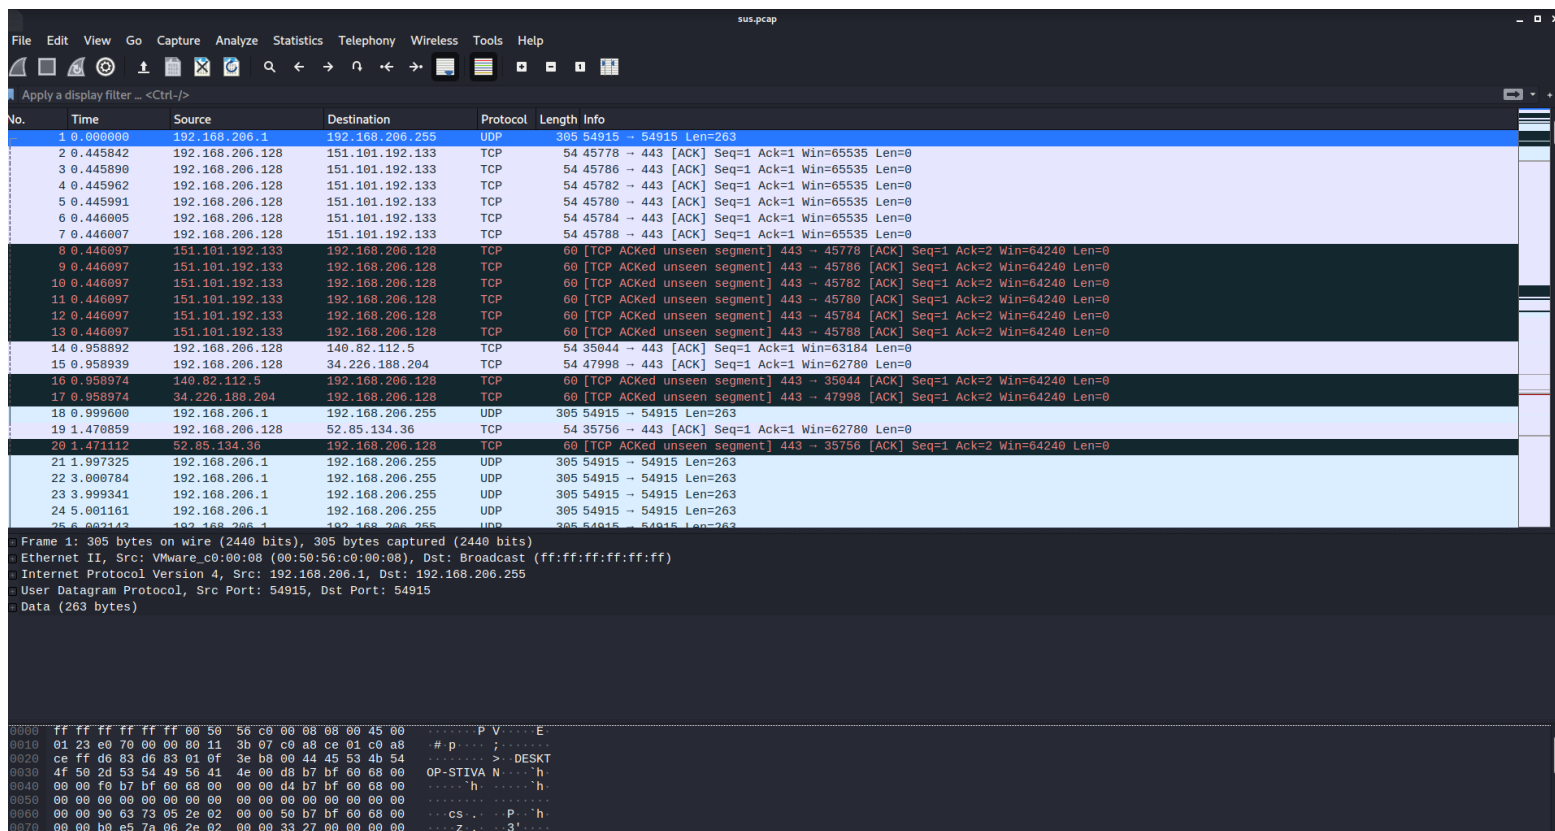 sus.pcap
File Edit View Go Capture Analyze Statistics Telephony Wireless Tools Help
Apply a display filter ... <Ctrl-/>
No. Time Source Destination Protocol Length Info
1 0.000000 192.168.206.1 192.168.206.255 UDP 305 54915 → 54915 Len=263
2 0.445842 192.168.206.128 151.101.192.133 TCP 54 45778 → 443 [ACK] Seq=1 Ack=1 Win=65535 Len=0
3 0.445890 192.168.206.128 151.101.192.133 TCP 54 45786 → 443 [ACK] Seq=1 Ack=1 Win=65535 Len=0
4 0.445962 192.168.206.128 151.101.192.133 TCP 54 45782 → 443 [ACK] Seq=1 Ack=1 Win=65535 Len=0
5 0.445991 192.168.206.128 151.101.192.133 TCP 54 45780 → 443 [ACK] Seq=1 Ack=1 Win=65535 Len=0
6 0.446005 192.168.206.128 151.101.192.133 TCP 54 45784 → 443 [ACK] Seq=1 Ack=1 Win=65535 Len=0
7 0.446007 192.168.206.128 151.101.192.133 TCP 54 45788 → 443 [ACK] Seq=1 Ack=1 Win=65535 Len=0
8 0.446097 151.101.192.133 192.168.206.128 TCP 60 [TCP ACKed unseen segment] 443 → 45778 [ACK] Seq=1 Ack=2 Win=64240 Len=0
9 0.446097 151.101.192.133 192.168.206.128 TCP 60 [TCP ACKed unseen segment] 443 → 45786 [ACK] Seq=1 Ack=2 Win=64240 Len=0
10 0.446097 151.101.192.133 192.168.206.128 TCP 60 [TCP ACKed unseen segment] 443 → 45782 [ACK] Seq=1 Ack=2 Win=64240 Len=0
11 0.446097 151.101.192.133 192.168.206.128 TCP 60 [TCP ACKed unseen segment] 443 → 45780 [ACK] Seq=1 Ack=2 Win=64240 Len=0
12 0.446097 151.101.192.133 192.168.206.128 TCP 60 [TCP ACKed unseen segment] 443 → 45784 [ACK] Seq=1 Ack=2 Win=64240 Len=0
13 0.446097 151.101.192.133 192.168.206.128 TCP 60 [TCP ACKed unseen segment] 443 → 45788 [ACK] Seq=1 Ack=2 Win=64240 Len=0
14 0.958892 192.168.206.128 140.82.112.5 TCP 54 35044 → 443 [ACK] Seq=1 Ack=1 Win=63184 Len=0
15 0.958939 192.168.206.128 34.226.188.204 TCP 54 47998 → 443 [ACK] Seq=1 Ack=1 Win=62780 Len=0
16 0.958974 140.82.112.5 192.168.206.128 TCP 60 [TCP ACKed unseen segment] 443 → 35044 [ACK] Seq=1 Ack=2 Win=64240 Len=0
17 0.958974 34.226.188.204 192.168.206.128 TCP 60 [TCP ACKed unseen segment] 443 → 47998 [ACK] Seq=1 Ack=2 Win=64240 Len=0
18 0.999600 192.168.206.1 192.168.206.255 UDP 305 54915 → 54915 Len=263
19 1.470859 192.168.206.128 52.85.134.36 TCP 54 35756 → 443 [ACK] Seq=1 Ack=1 Win=62780 Len=0
20 1.471112 52.85.134.36 192.168.206.128 TCP 60 [TCP ACKed unseen segment] 443 → 35756 [ACK] Seq=1 Ack=2 Win=64240 Len=0
21 1.997325 192.168.206.1 192.168.206.255 UDP 305 54915 → 54915 Len=263
22 3.000784 192.168.206.1 192.168.206.255 UDP 305 54915 → 54915 Len=263
23 3.999341 192.168.206.1 192.168.206.255 UDP 305 54915 → 54915 Len=263
24 5.001161 192.168.206.1 192.168.206.255 UDP 305 54915 → 54915 Len=263
25 6.002143 192.168.206.1 192.168.206.255 UDP 305 54915 → 54915 Len=263
Frame 1: 305 bytes on wire (2440 bits), 305 bytes captured (2440 bits)
Ethernet II, Src: VMware_c0:00:08 (00:50:56:c0:00:08), Dst: Broadcast (ff:ff:ff:ff:ff:ff)
Internet Protocol Version 4, Src: 192.168.206.1, Dst: 192.168.206.255
User Datagram Protocol, Src Port: 54915, Dst Port: 54915
Data (263 bytes)
0000 ff ff ff ff ff ff 00 50 56 c0 00 08 08 00 45 00 ·······P V·····E·
0010 01 23 e0 70 00 00 80 11 3b 07 c0 a8 ce 01 c0 a8 ·#·p···· ;·······
0020 ce ff d6 83 d6 83 01 0f 3e b8 00 44 45 53 4b 54 ········ >··DESKT
0030 4f 50 2d 53 54 49 56 41 4e 00 d8 b7 bf 60 68 00 OP-STIVA N····`h·
0040 00 00 f0 b7 bf 60 68 00 00 00 d4 b7 bf 60 68 00 ·····`h· ·····`h·
0050 00 00 00 00 00 00 00 00 00 00 00 00 00 00 00 00 ········ ········
0060 00 00 90 63 73 05 2e 02 00 00 50 b7 bf 60 68 00 ···cs·.· ··P··`h·
0070 00 00 b0 e5 7a 06 2e 02 00 00 33 27 00 00 00 00 ····z·.· ··3'····